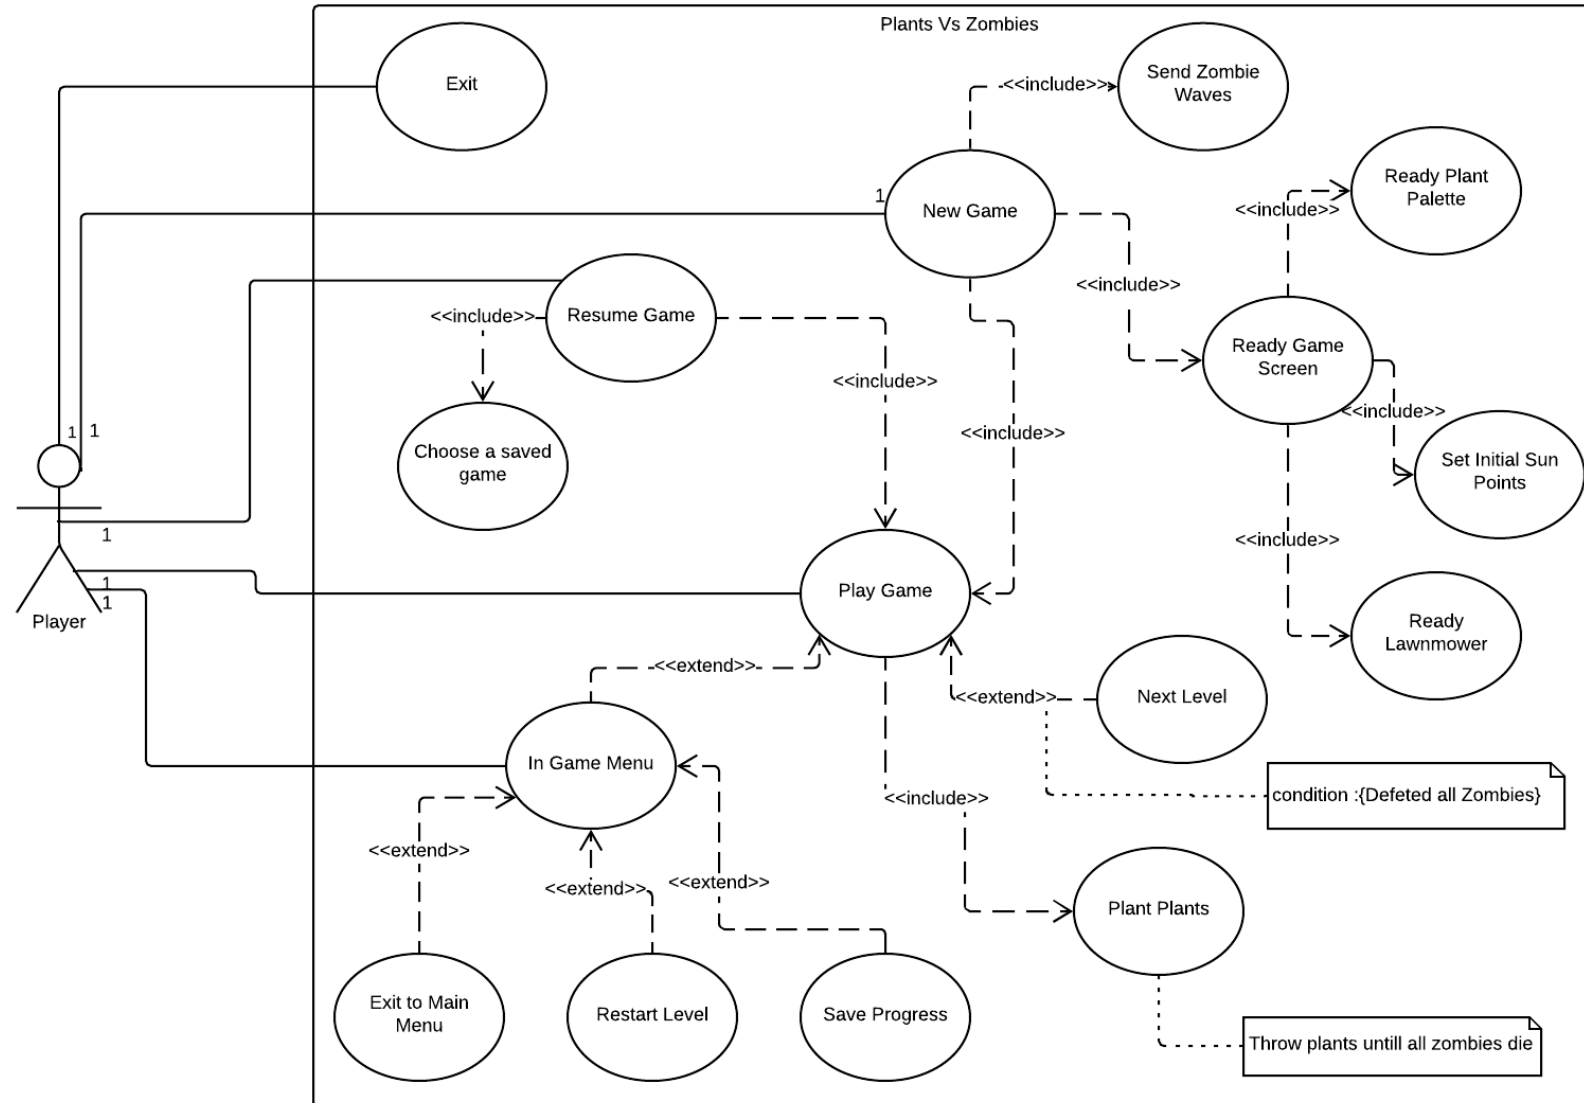 Plants Vs Zombies
Exit
<<include>>
Send Zombie
Waves
1
New Game
<<include>>
Ready Plant
Palette
<<include>>
<<include>>
Resume Game
<<include>>
Ready Game
Screen
<<include>>
<<include>>
1
1
Choose a saved
game
Set Initial Sun
Points
<<include>>
1
1
1
Player
Play Game
Ready
Lawnmower
<<extend>>
<<extend>>
Next Level
In Game Menu
<<include>>
condition :{Defeted all Zombies}
<<extend>>
<<extend>>
<<extend>>
Plant Plants
Exit to Main
Menu
Restart Level
Save Progress
Throw plants untill all zombies die